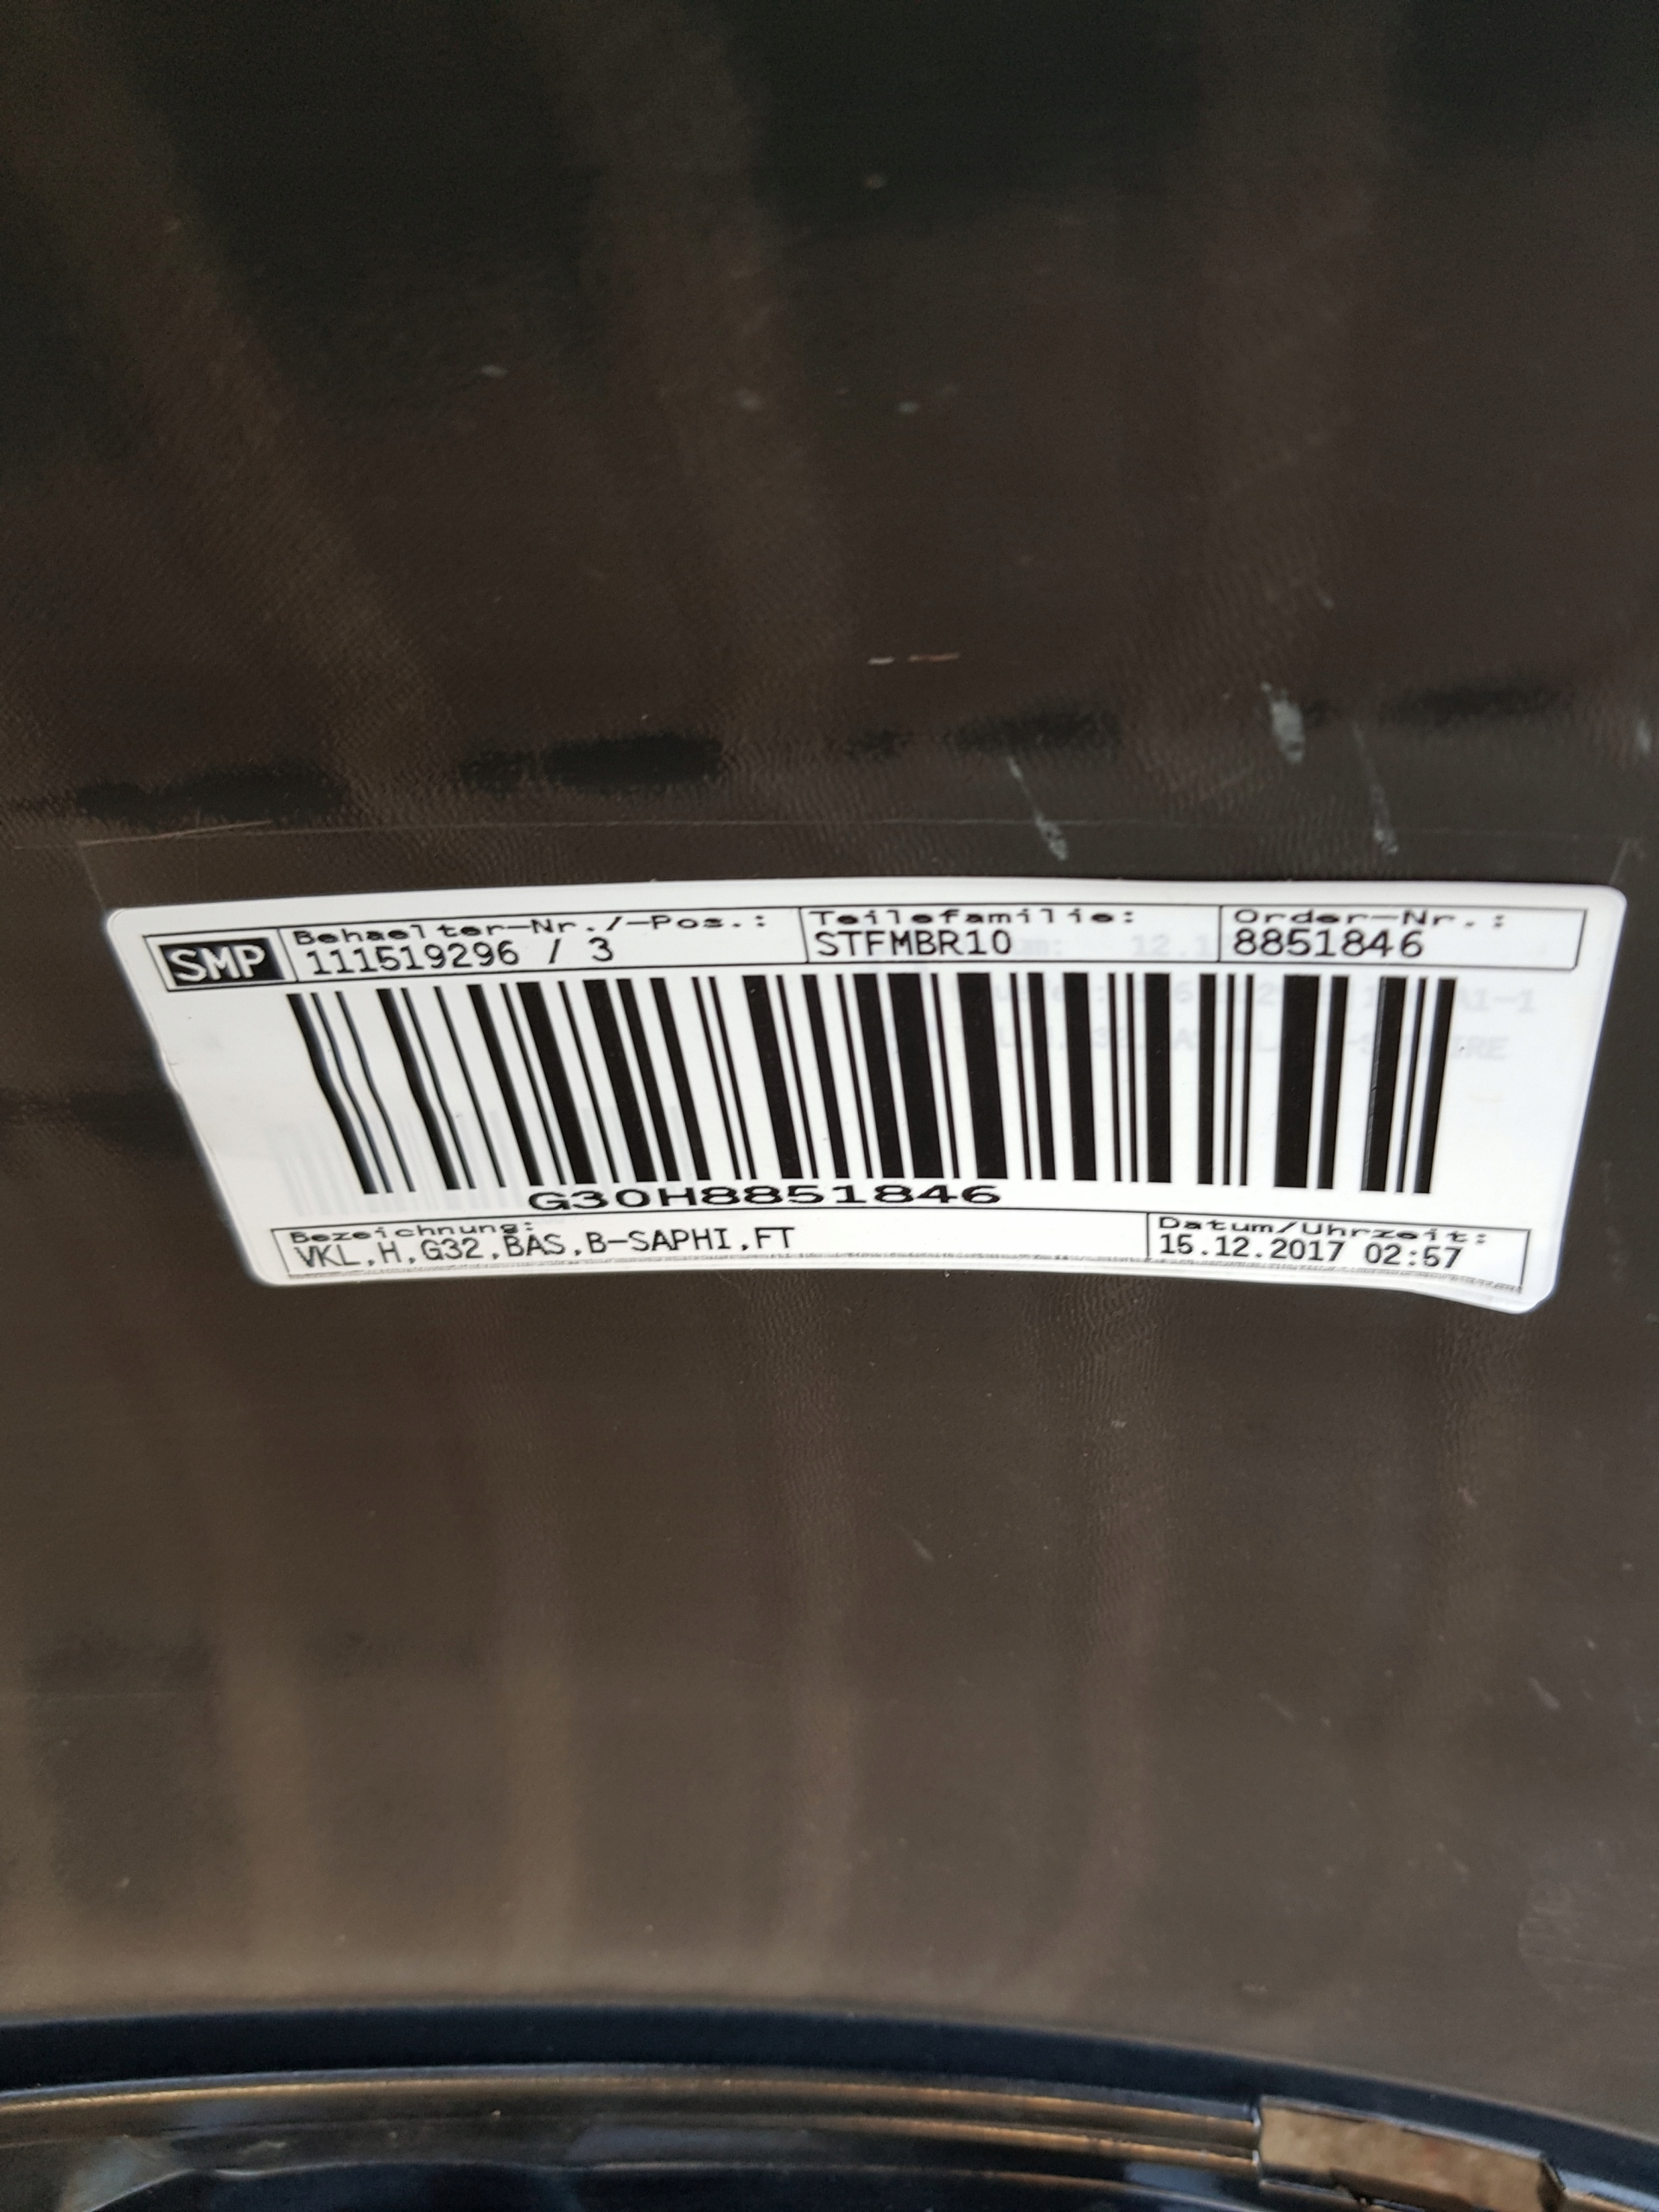 SMP
Behaelter-Nr./-Pos.: Teilefamilie: Order-Nr.:
111519296 / 3 STFMBR10 8851846
G30H8851846
Bezeichnung: Datum/Uhrzeit:
VKL,H,G32,BAS,B-SAPHI,FT 15.12.2017 02:57